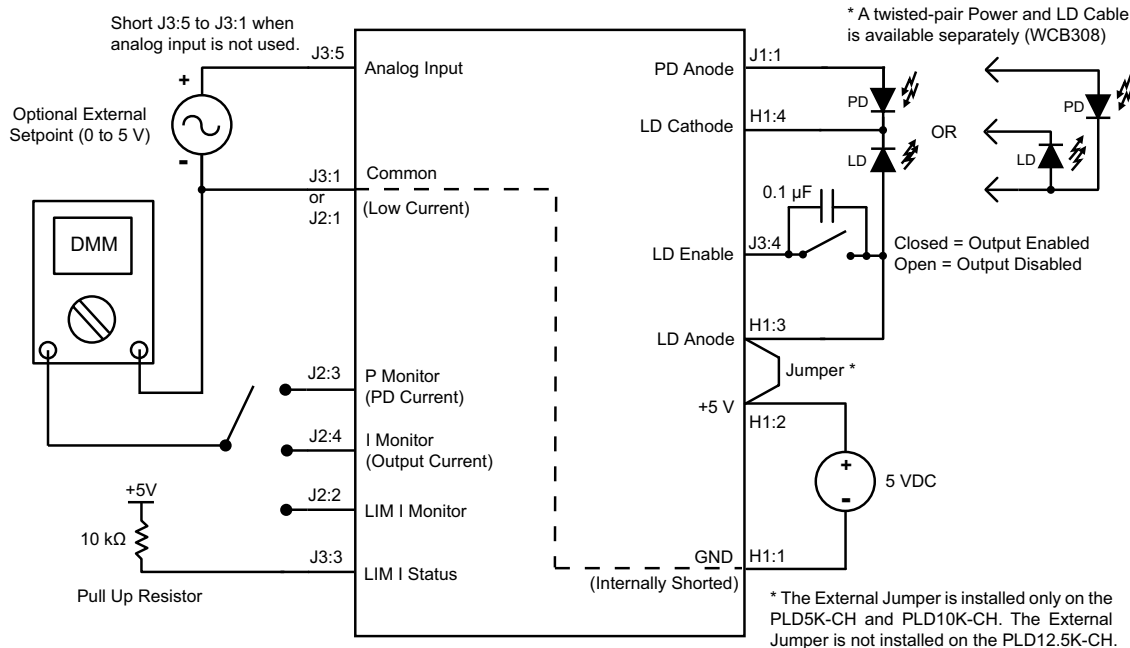 Short J3:5 to J3:1 when
analog input is not used.
* A twisted-pair Power and LD Cable
is available separately (WCB308)
J3:5
Analog Input
PD Anode
J1:1
+
Optional External
Setpoint (0 to 5 V)
-
PD
PD
LD Cathode
H1:4
OR
LD
LD
J3:1
or
J2:1
Common
(Low Current)
0.1 µF
DMM
LD Enable
J3:4
Closed = Output Enabled
Open = Output Disabled
LD Anode
H1:3
Jumper *
J2:3
P Monitor
(PD Current)
+5 V
H1:2
J2:4
I Monitor
(Output Current)
+
5 VDC
-
+5V
J2:2
LIM I Monitor
10 kΩ
J3:3
LIM I Status
GND
H1:1
(Internally Shorted)
Pull Up Resistor
* The External Jumper is installed only on the
PLD5K-CH and PLD10K-CH. The External
Jumper is not installed on the PLD12.5K-CH.